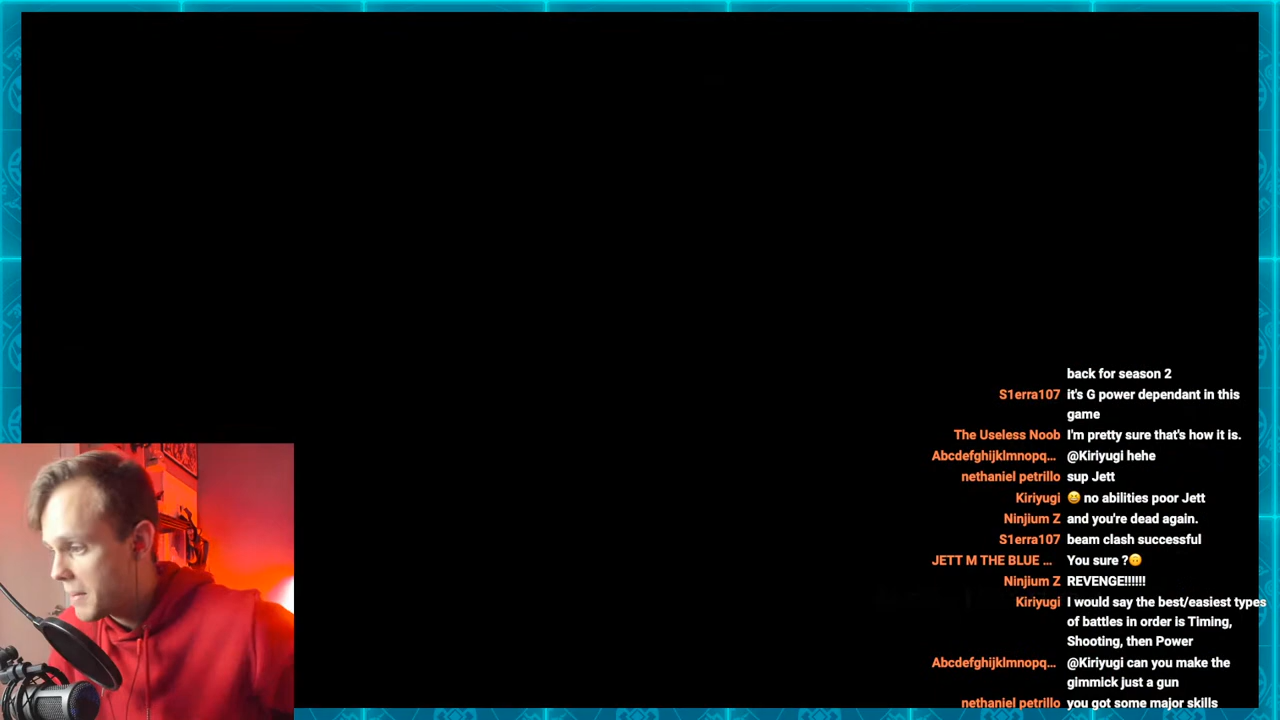 back for season 2
S1erra107 it's G power dependant in this
game
The Useless Noob I'm pretty sure that's how it is.
Abcdefghijklmnopq... @Kiriyugi hehe
nethaniel petrillo sup Jett
Kiriyugi 😆 no abilities poor Jett
Ninjium Z and you're dead again.
S1erra107 beam clash successful
JETT M THE BLUE ... You sure ?🙃
Ninjium Z REVENGE!!!!!!
Kiriyugi I would say the best/easiest types
of battles in order is Timing,
Shooting, then Power
Abcdefghijklmnopq... @Kiriyugi can you make the
gimmick just a gun
nethaniel petrillo you got some major skills